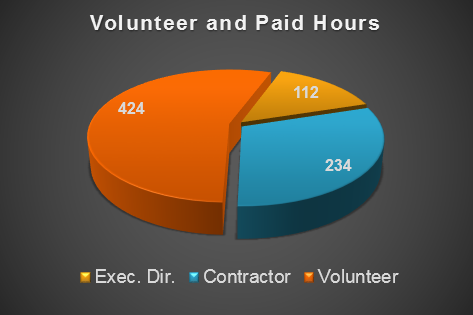 Volunteer and Paid Hours
112
424
234
Exec. Dir. Contractor Volunteer